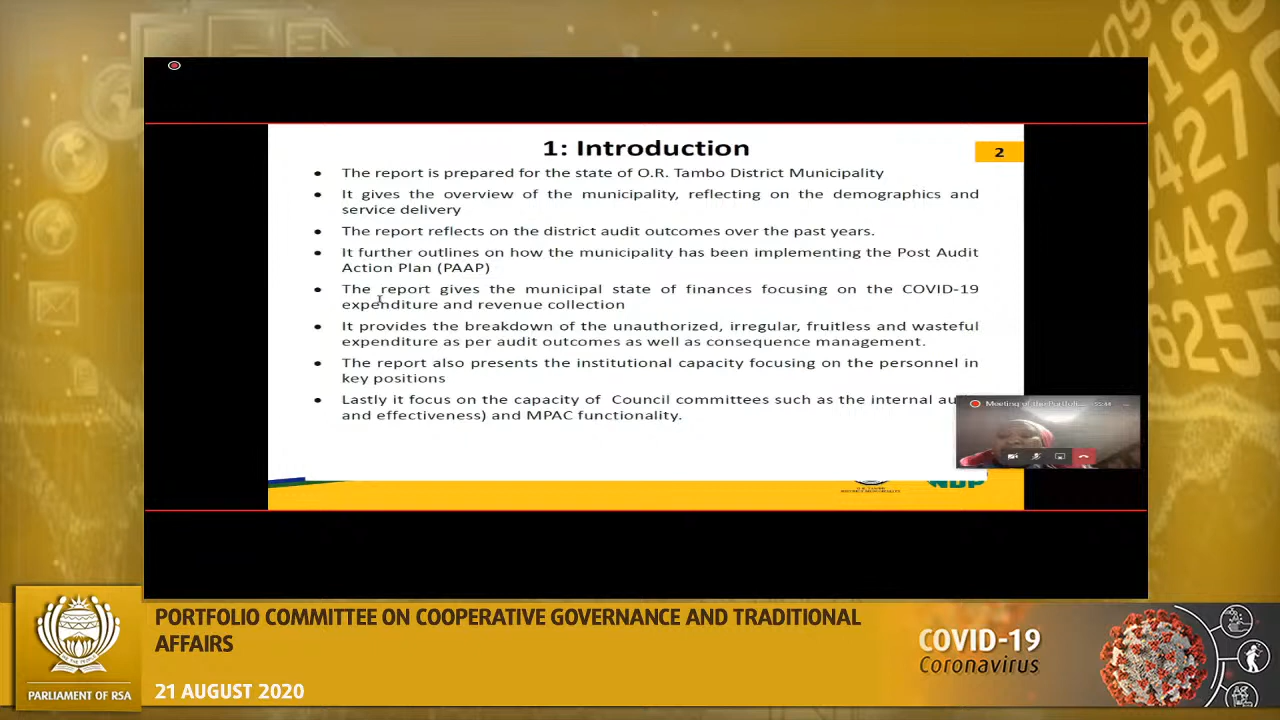 1: Introduction
2
• The report is prepared for the state of O.R. Tambo District Municipality
• It gives the overview of the municipality, reflecting on the demographics and
service delivery
• The report reflects on the district audit outcomes over the past years.
• It further outlines on how the municipality has been implementing the Post Audit
Action Plan (PAAP)
• The report gives the municipal state of finances focusing on the COVID-19
expenditure and revenue collection
• It provides the breakdown of the unauthorized, irregular, fruitless and wasteful
expenditure as per audit outcomes as well as consequence management.
• The report also presents the institutional capacity focusing on the personnel in
key positions
• Lastly it focus on the capacity of Council committees such as the internal
and effectiveness) and MPAC functionality.
Meeting of the
NDP
PORTFOLIO COMMITTEE ON COOPERATIVE GOVERNANCE AND TRADITIONAL
AFFAIRS
21 AUGUST 2020
PARLIAMENT OF RSA
COVID-19
Coronavirus